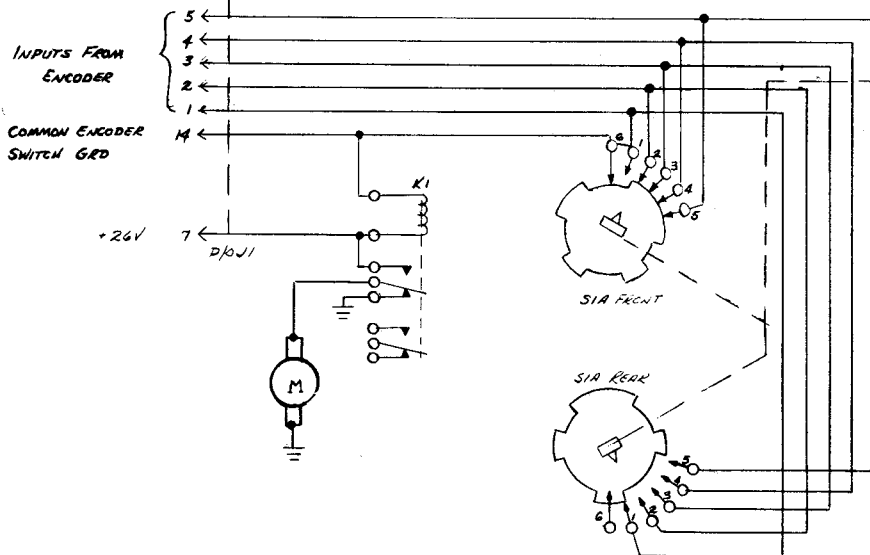 5
INPUTS FROM
ENCODER
4
3
2
1
COMMON ENCODER
SWITCH GRD
14
+26V
7
K1
M
6 1 2 3 4 5
S1A FRONT
S1A REAR
5
4
3
2
1
6